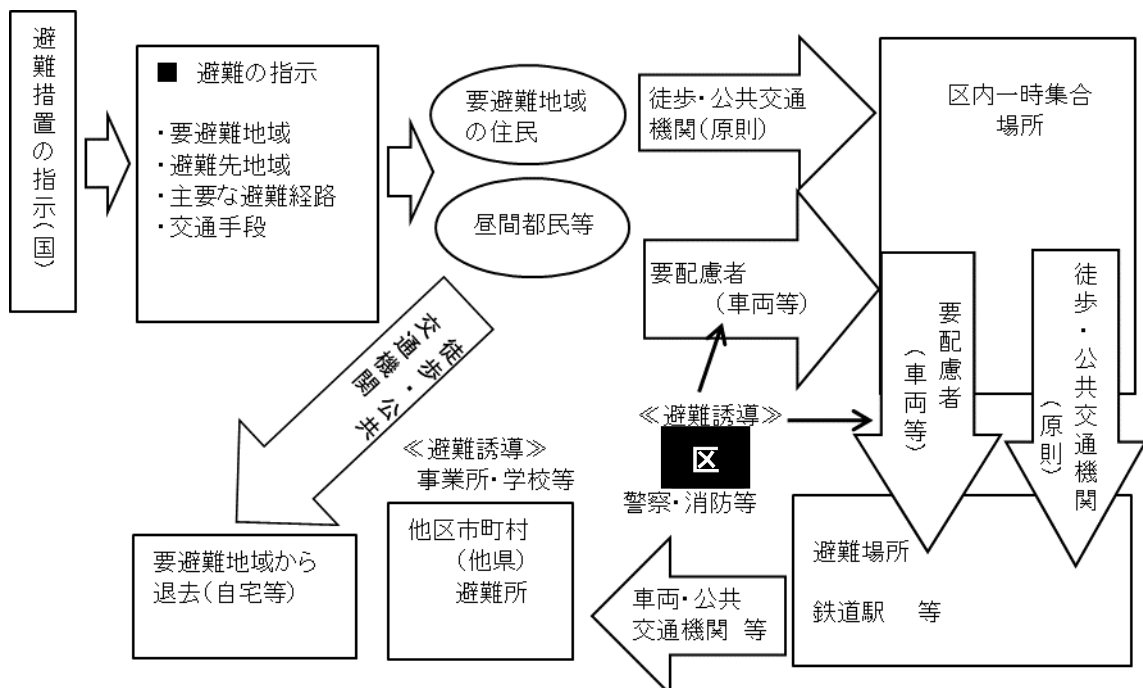 避難措置の指示(国)
■ 避難の指示
・要避難地域
・避難先地域
・主要な避難経路
・交通手段
要避難地域
の住民
昼間都民等
徒歩・公共交通
機関(原則)
要配慮者
(車両等)
区内一時集合
場所
要配慮者
(車両等)
徒歩・公共交通機関
(原則)
徒歩・公共
交通機関
≪避難誘導≫
区
警察・消防等
≪避難誘導≫
事業所・学校等
要避難地域から
退去(自宅等)
他区市町村
(他県)
避難所
車両・公共
交通機関 等
避難場所
鉄道駅 等